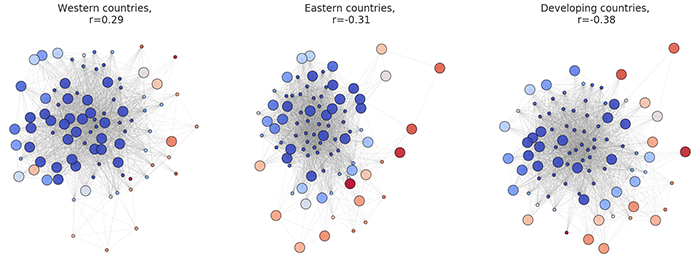 Western countries,
r=0.29
Eastern countries,
r=-0.31
Developing countries,
r=-0.38